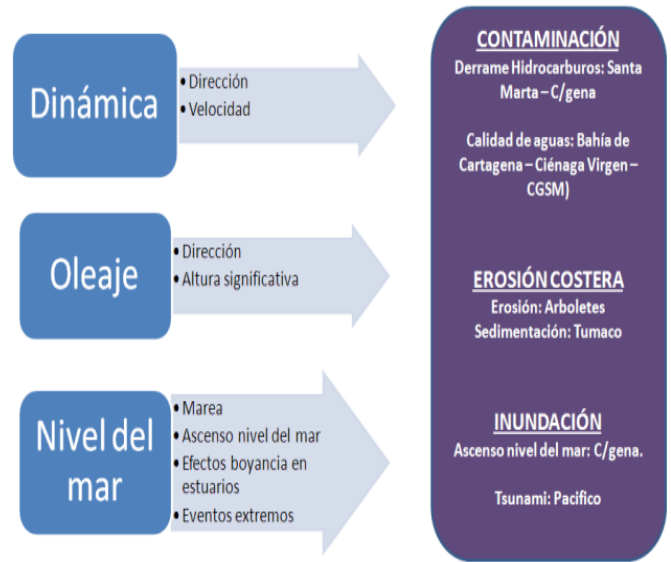 Dinámica
• Dirección
• Velocidad
Oleaje
• Dirección
• Altura significativa
Nivel del
mar
• Marea
• Ascenso nivel del mar
• Efectos boyancia en
estuarios
• Eventos extremos
CONTAMINACIÓN
Derrame Hidrocarburos: Santa
Marta – C/gena
Calidad de aguas: Bahía de
Cartagena – Ciénaga Virgen –
CGSM)
EROSIÓN COSTERA
Erosión: Arboletes
Sedimentación: Tumaco
INUNDACIÓN
Ascenso nivel del mar: C/gena.
Tsunami: Pacifico